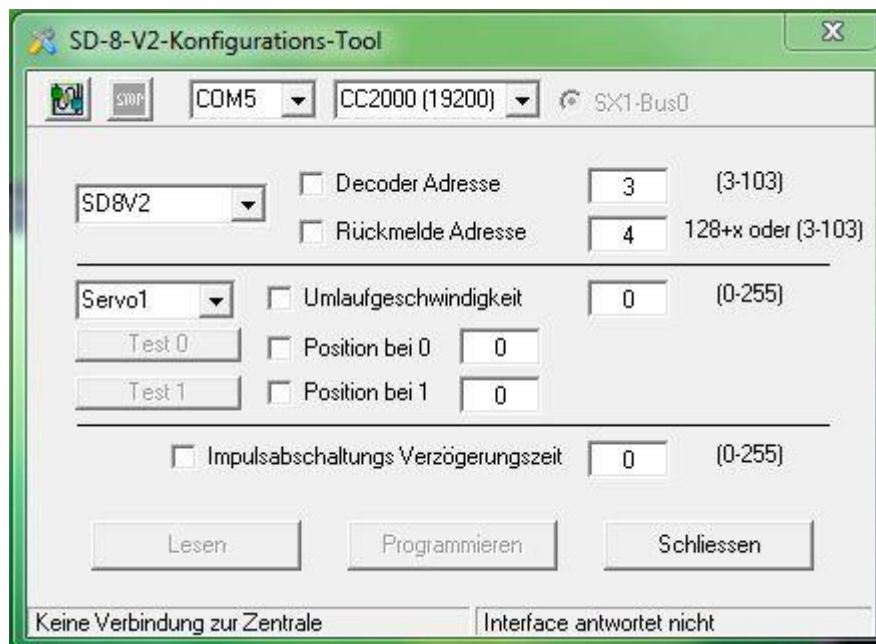 SD-8-V2-Konfigurations-Tool
STOP COM5 CC2000 (19200) SX1-Bus0
SD8V2 Decoder Adresse 3 (3-103)
Rückmelde Adresse 4 128+x oder (3-103)
Servo1 Umlaufgeschwindigkeit 0 (0-255)
Test 0 Position bei 0 0
Test 1 Position bei 1 0
Impulsabschaltungs Verzögerungszeit 0 (0-255)
Lesen Programmieren Schliessen
Keine Verbindung zur Zentrale Interface antwortet nicht